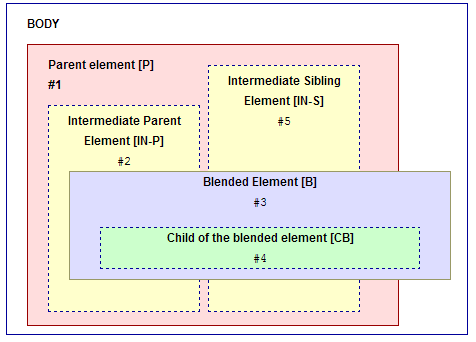 BODY
Parent element [P]
#1
Intermediate Parent
Element [IN-P]
#2
Intermediate Sibling
Element [IN-S]
#5
Blended Element [B]
#3
Child of the blended element [CB]
#4